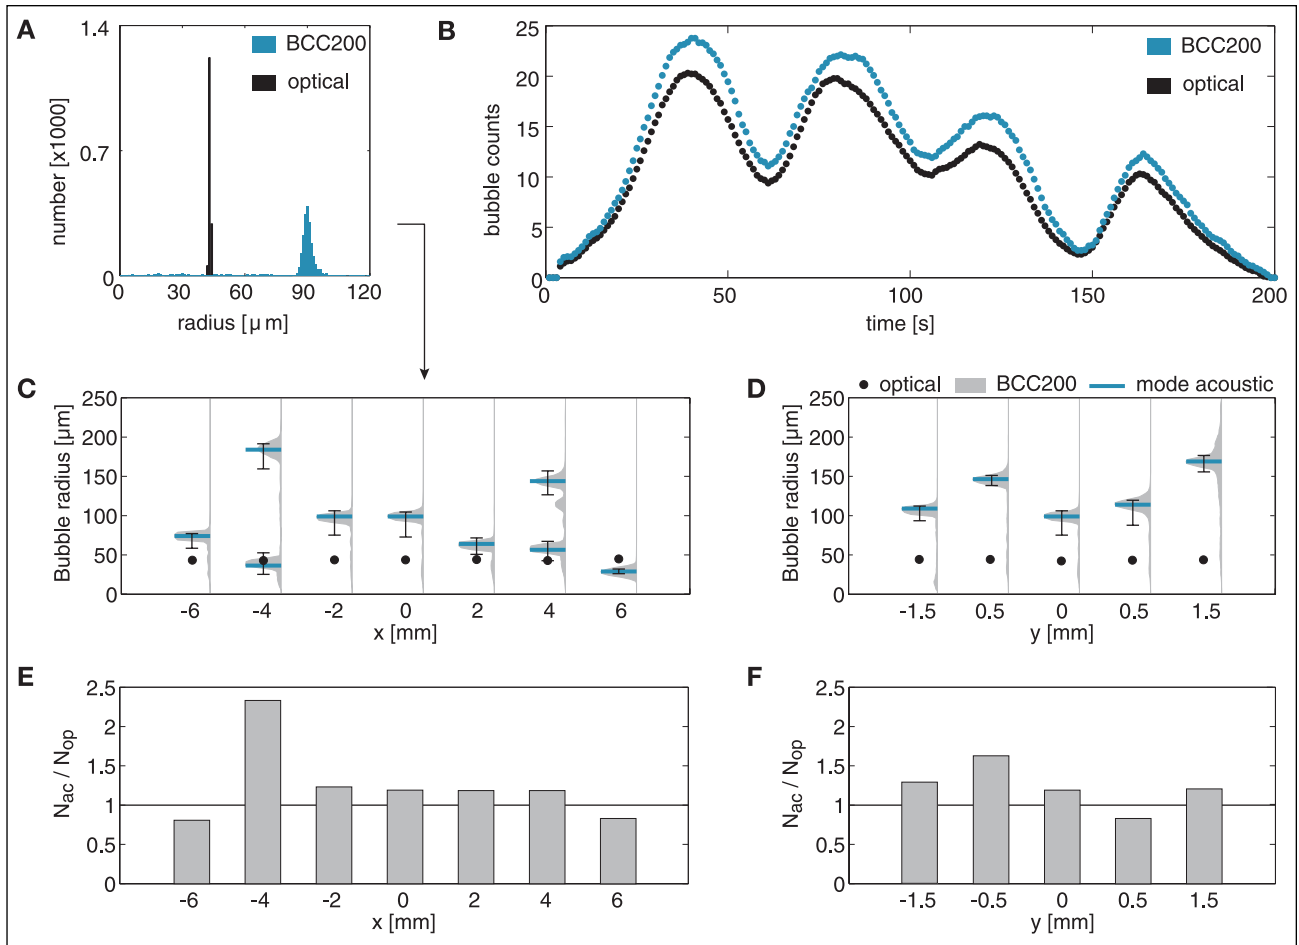 A
1.4
0.7
0
number [x1000]
BCC200
optical
0 30 60 90 120
radius [µm]
B
25
20
15
10
5
0
bubble counts
BCC200
optical
0 50 100 150 200
time [s]
C
250
200
150
100
50
0
Bubble radius [µm]
-6 -4 -2 0 2 4 6
x [mm]
D
optical BCC200 mode acoustic
250
200
150
100
50
0
Bubble radius [µm]
-1.5 0.5 0 0.5 1.5
y [mm]
E
2.5
2
1.5
1
0.5
0
Nac / Nop
-6 -4 -2 0 2 4 6
x [mm]
F
2.5
2
1.5
1
0.5
0
Nac / Nop
-1.5 -0.5 0 0.5 1.5
y [mm]